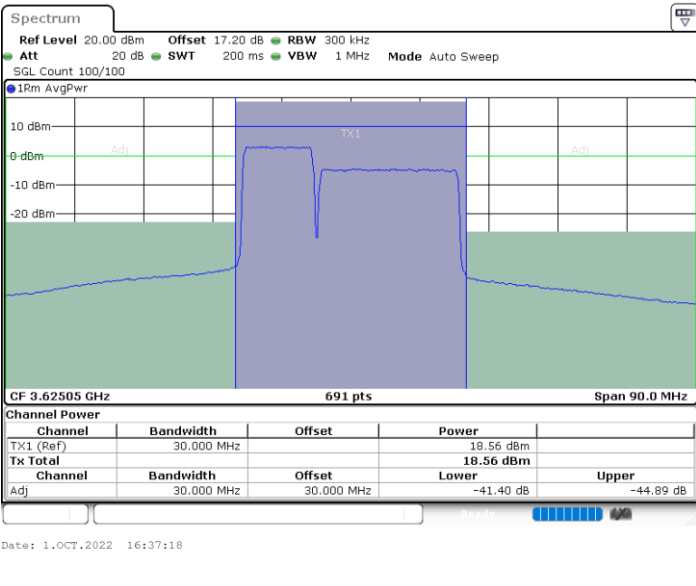 Spectrum
Ref Level 20.00 dBm Offset 17.20 dB RBW 300 kHz
Att 20 dB SWT 200 ms VBW 1 MHz Mode Auto Sweep
SGL Count 100/100
1Rm AvgPwr
10 dBm
TX1
Adj Adj
0 dBm
-10 dBm
-20 dBm
CF 3.62505 GHz 691 pts Span 90.0 MHz
Channel Power
Channel Bandwidth Offset Power
TX1 (Ref) 30.000 MHz 18.56 dBm
Tx Total 18.56 dBm
Channel Bandwidth Offset Lower Upper
Adj 30.000 MHz 30.000 MHz -41.40 dB -44.89 dB
Ready
Date: 1.OCT.2022 16:37:18